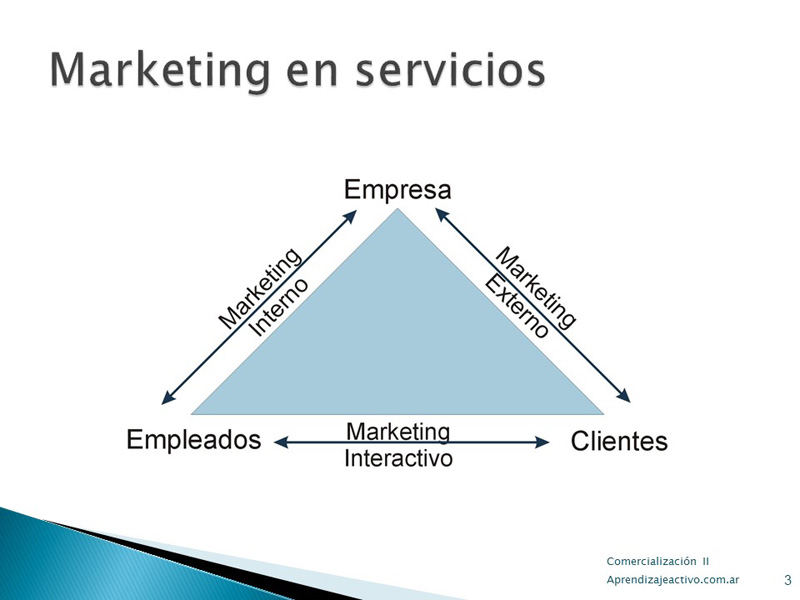 Marketing en servicios
Empresa
Marketing
Interno
Marketing
Externo
Empleados
Marketing
Interactivo
Clientes
Comercialización II
Aprendizajeactivo.com.ar
3